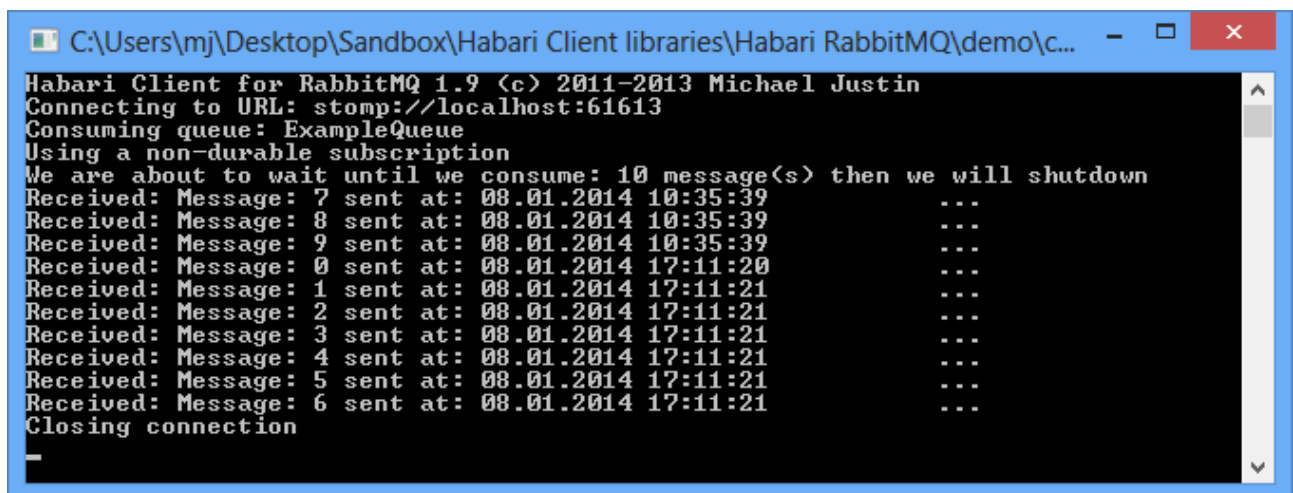 C:\Users\mj\Desktop\Sandbox\Habari Client libraries\Habari RabbitMQ\demo\c...
Habari Client for RabbitMQ 1.9 (c) 2011-2013 Michael Justin
Connecting to URL: stomp://localhost:61613
Consuming queue: ExampleQueue
Using a non-durable subscription
We are about to wait until we consume: 10 message(s) then we will shutdown
Received: Message: 7 sent at: 08.01.2014 10:35:39 ...
Received: Message: 8 sent at: 08.01.2014 10:35:39 ...
Received: Message: 9 sent at: 08.01.2014 10:35:39 ...
Received: Message: 0 sent at: 08.01.2014 17:11:20 ...
Received: Message: 1 sent at: 08.01.2014 17:11:21 ...
Received: Message: 2 sent at: 08.01.2014 17:11:21 ...
Received: Message: 3 sent at: 08.01.2014 17:11:21 ...
Received: Message: 4 sent at: 08.01.2014 17:11:21 ...
Received: Message: 5 sent at: 08.01.2014 17:11:21 ...
Received: Message: 6 sent at: 08.01.2014 17:11:21 ...
Closing connection